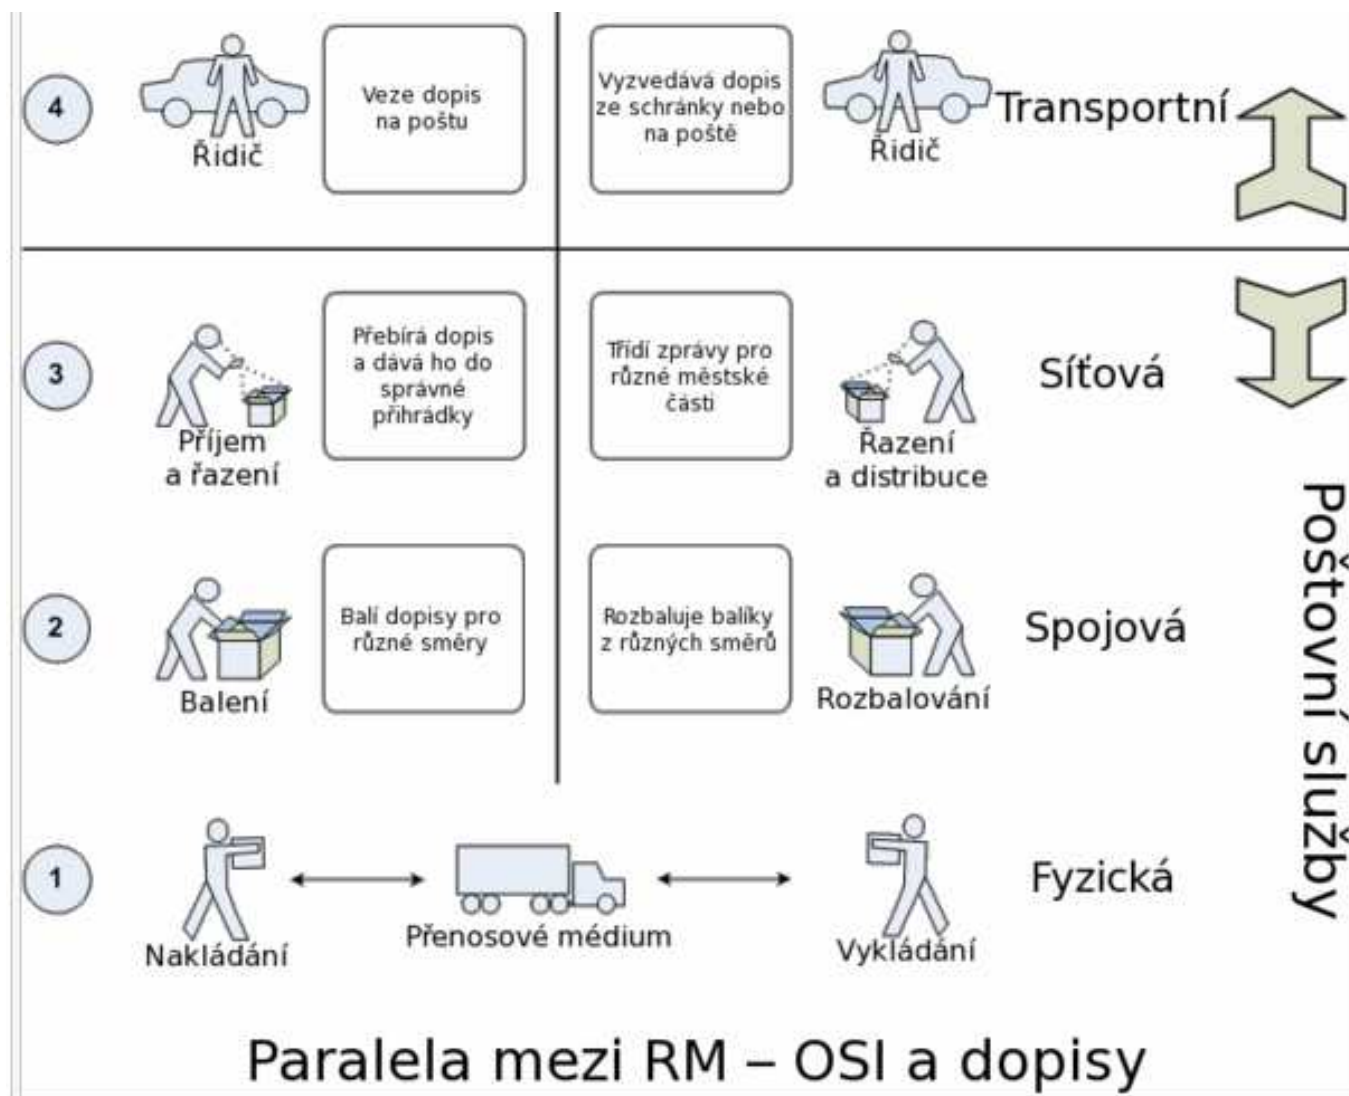 4
Řidič
Veze dopis
na poštu
Vyzvedává dopis
ze schránky nebo
na poště
Řidič
Transportní
3
Příjem
a řazení
Přebírá dopis
a dává ho do
správné
přihrádky
Třídí zprávy pro
různé městské
části
Řazení
a distribuce
Síťová
2
Balení
Balí dopisy pro
různé směry
Rozbaluje balíky
z různých směrů
Rozbalování
Spojová
Poštovní služby
1
Nakládání
Přenosové médium
Vykládání
Fyzická
Paralela mezi RM – OSI a dopisy